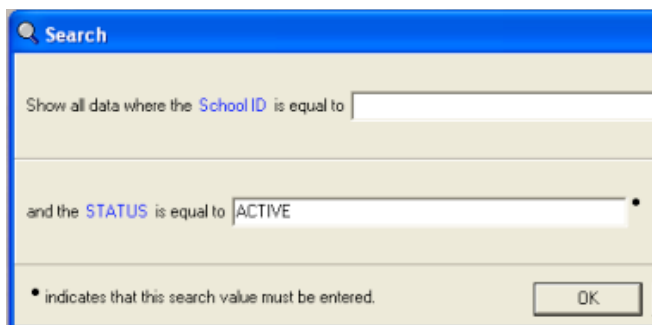 Search
Show all data where the School ID is equal to
and the STATUS is equal to ACTIVE •
• indicates that this search value must be entered.
OK